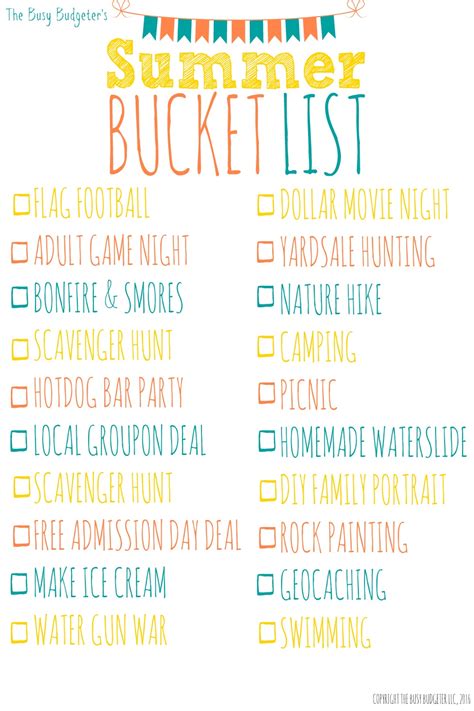 The Busy Budgeter's
Summer
BUCKET LIST
FLAG FOOTBALL
ADULT GAME NIGHT
BONFIRE & SMORES
SCAVENGER HUNT
HOTDOG BAR PARTY
LOCAL GROUPON DEAL
SCAVENGER HUNT
FREE ADMISSION DAY DEAL
MAKE ICE CREAM
WATER GUN WAR
DOLLAR MOVIE NIGHT
YARDSALE HUNTING
NATURE HIKE
CAMPING
PICNIC
HOMEMADE WATERSLIDE
DIY FAMILY PORTRAIT
ROCK PAINTING
GEOCACHING
SWIMMING
COPYRIGHT THE BUSY BUDGETER LLC, 2016